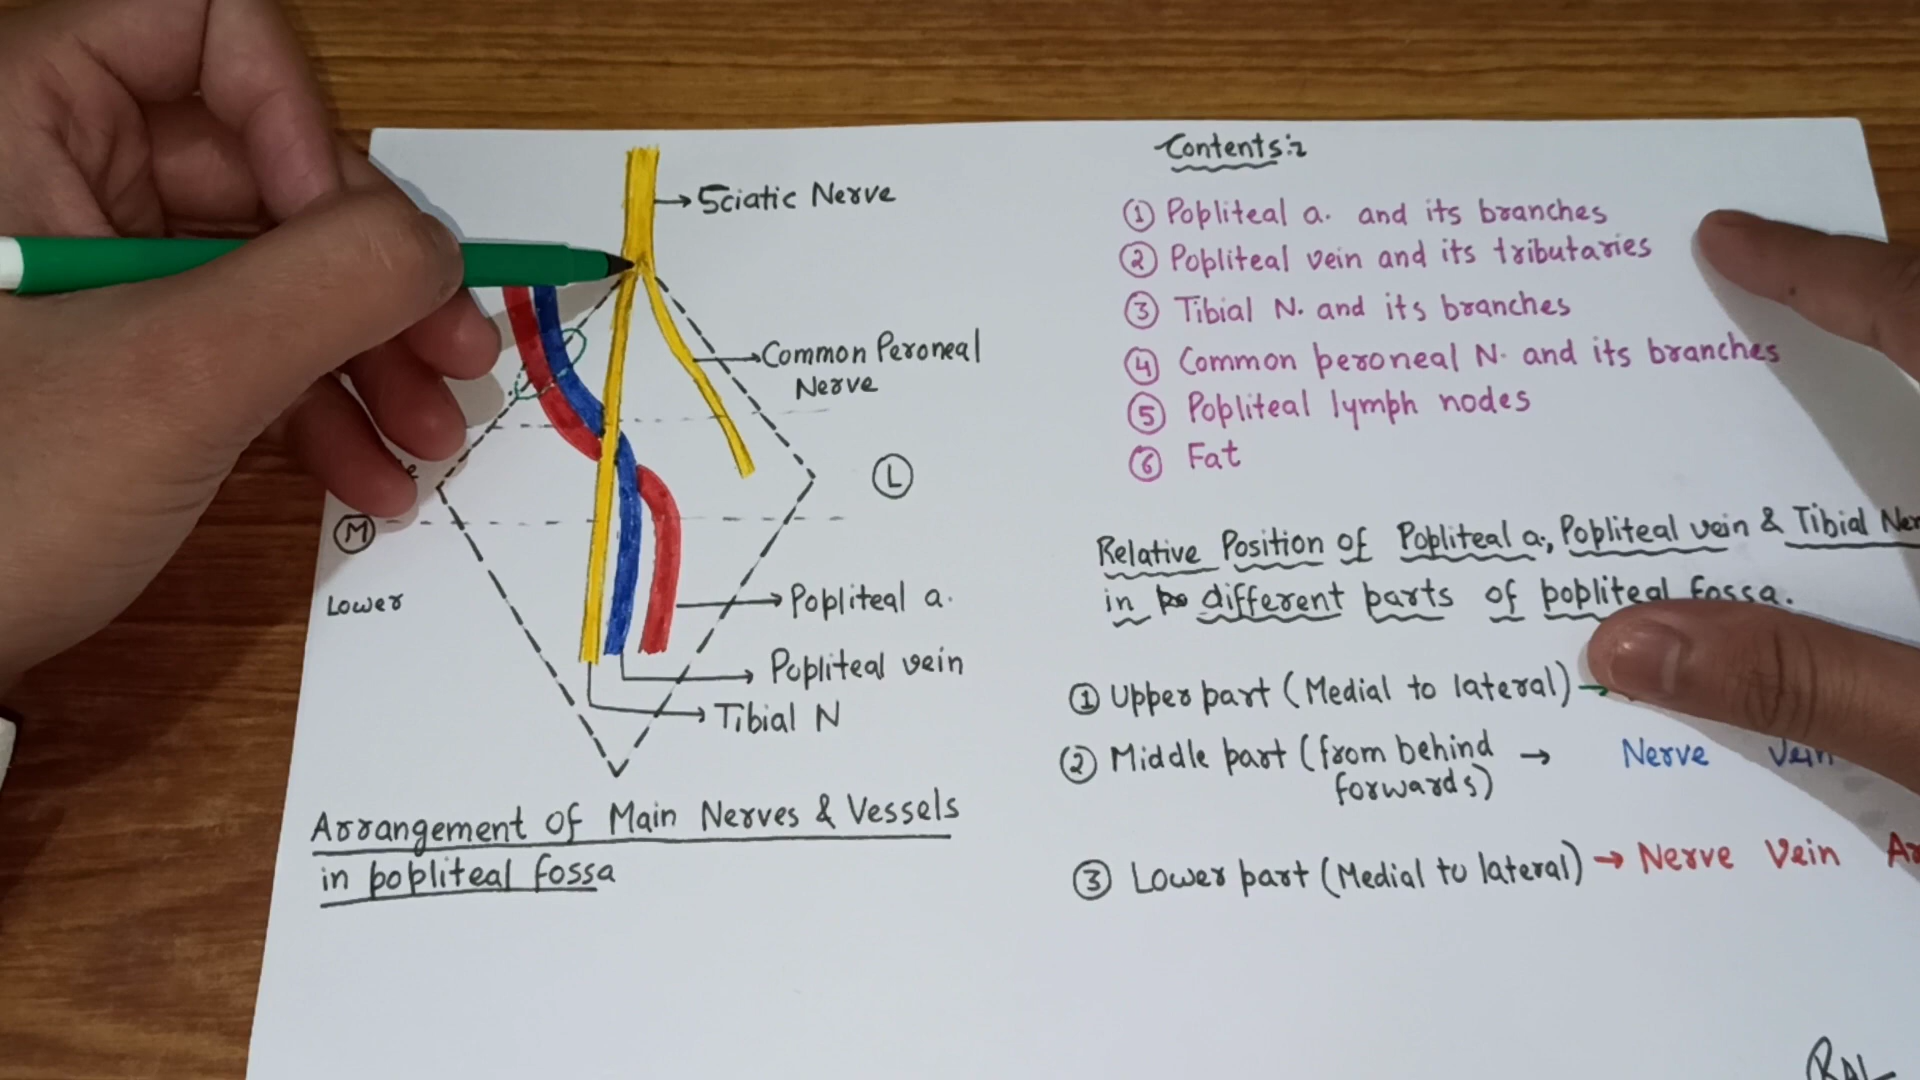 Sciatic Nerve
Common Peroneal
Nerve
L
M
Lower
Popliteal a.
Popliteal vein
Tibial N
Arrangement of Main Nerves & Vessels
in popliteal fossa
Contents:-
① Popliteal a. and its branches
② Popliteal vein and its tributaries
③ Tibial N. and its branches
④ Common peroneal N. and its branches
⑤ Popliteal lymph nodes
⑥ Fat
Relative Position of Popliteal a., Popliteal vein & Tibial
in different parts of popliteal fossa.
① Upper part (Medial to lateral) →
② Middle part (from behind → Nerve Vein
forwards)
③ Lower part (Medial to lateral) → Nerve Vein